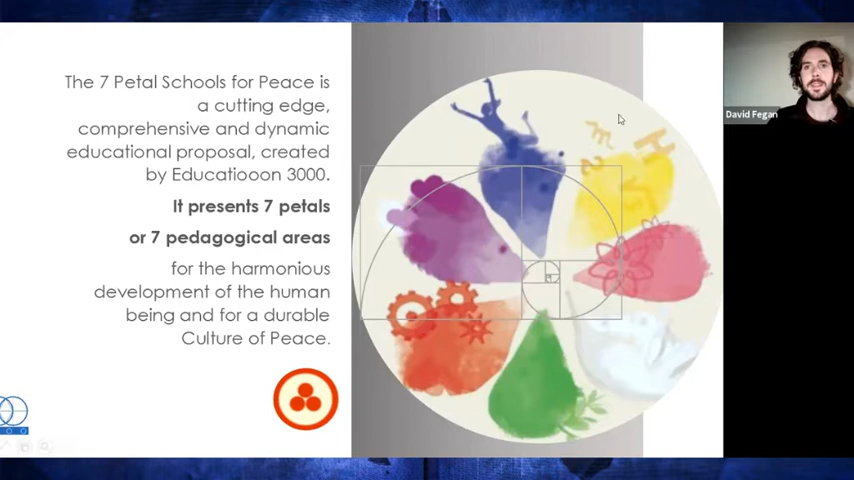 The 7 Petal Schools for Peace is
a cutting edge,
comprehensive and dynamic
educational proposal, created
by Educatiooon 3000.
It presents 7 petals
or 7 pedagogical areas
for the harmonious
development of the human
being and for a durable
Culture of Peace.
David Fegan